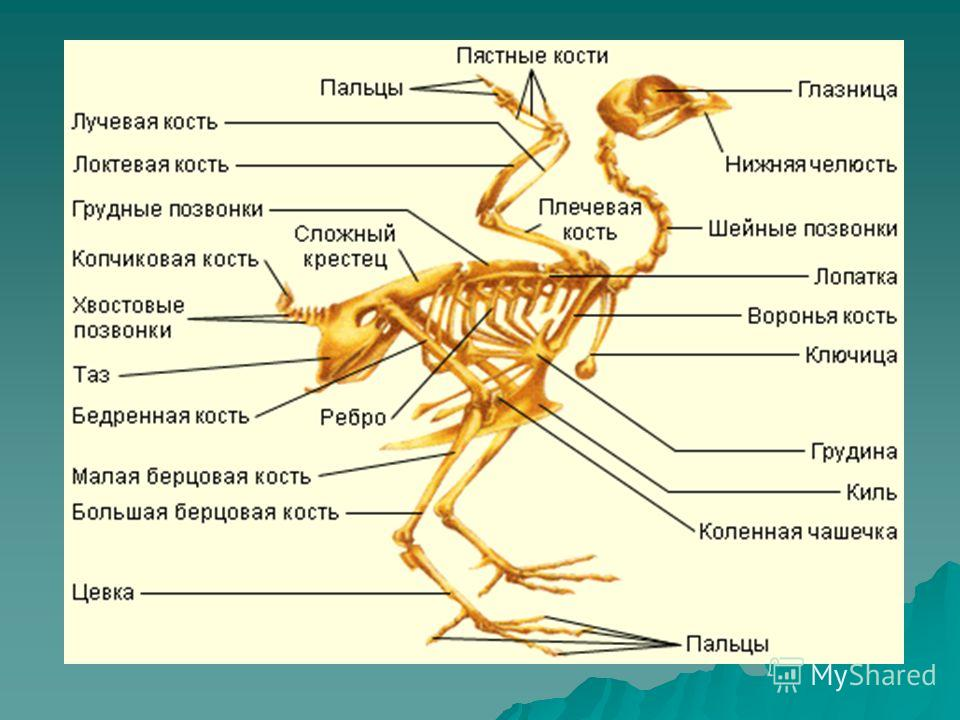 Пястные кости
Пальцы
Глазница
Лучевая кость
Локтевая кость
Нижняя челюсть
Грудные позвонки
Плечевая
кость
Сложный
крестец
Шейные позвонки
Копчиковая кость
Лопатка
Хвостовые
позвонки
Воронья кость
Ключица
Таз
Бедренная кость
Ребро
Грудина
Малая берцовая кость
Киль
Большая берцовая кость
Коленная чашечка
Цевка
Пальцы
MyShared